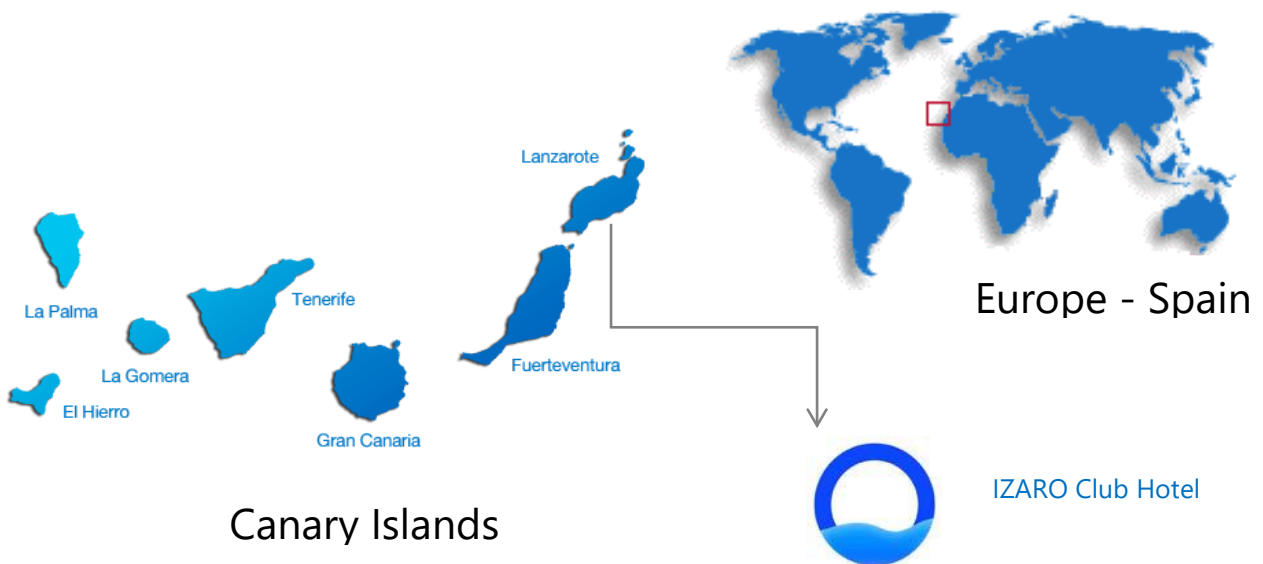 Lanzarote
Europe - Spain
La Palma
Tenerife
La Gomera
Fuerteventura
El Hierro
Gran Canaria
IZARO Club Hotel
Canary Islands